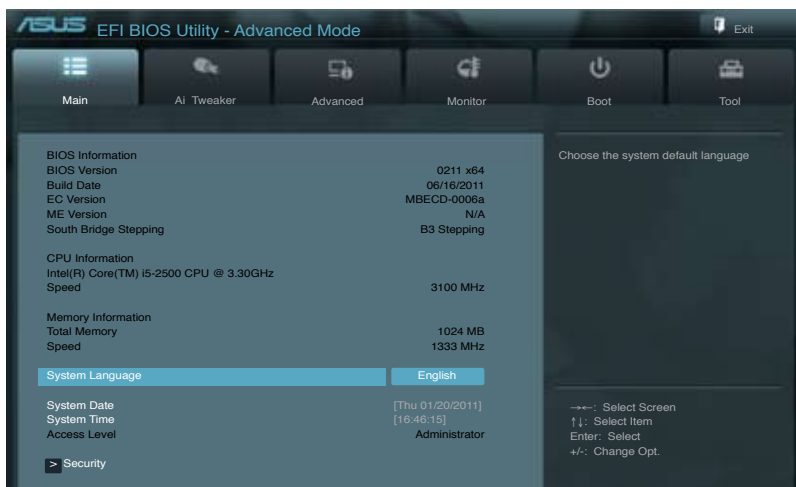 ASUS EFI BIOS Utility - Advanced Mode
Exit
Main
Ai Tweaker
Advanced
Monitor
Boot
Tool
BIOS Information
BIOS Version 0211 x64
Build Date 06/16/2011
EC Version MBECD-0006a
ME Version N/A
South Bridge Stepping B3 Stepping
CPU Information
Intel(R) Core(TM) i5-2500 CPU @ 3.30GHz
Speed 3100 MHz
Memory Information
Total Memory 1024 MB
Speed 1333 MHz
System Language English
System Date [Thu 01/20/2011]
System Time [16:46:15]
Access Level Administrator
> Security
Choose the system default language
→←: Select Screen
↑↓: Select Item
Enter: Select
+/-: Change Opt.